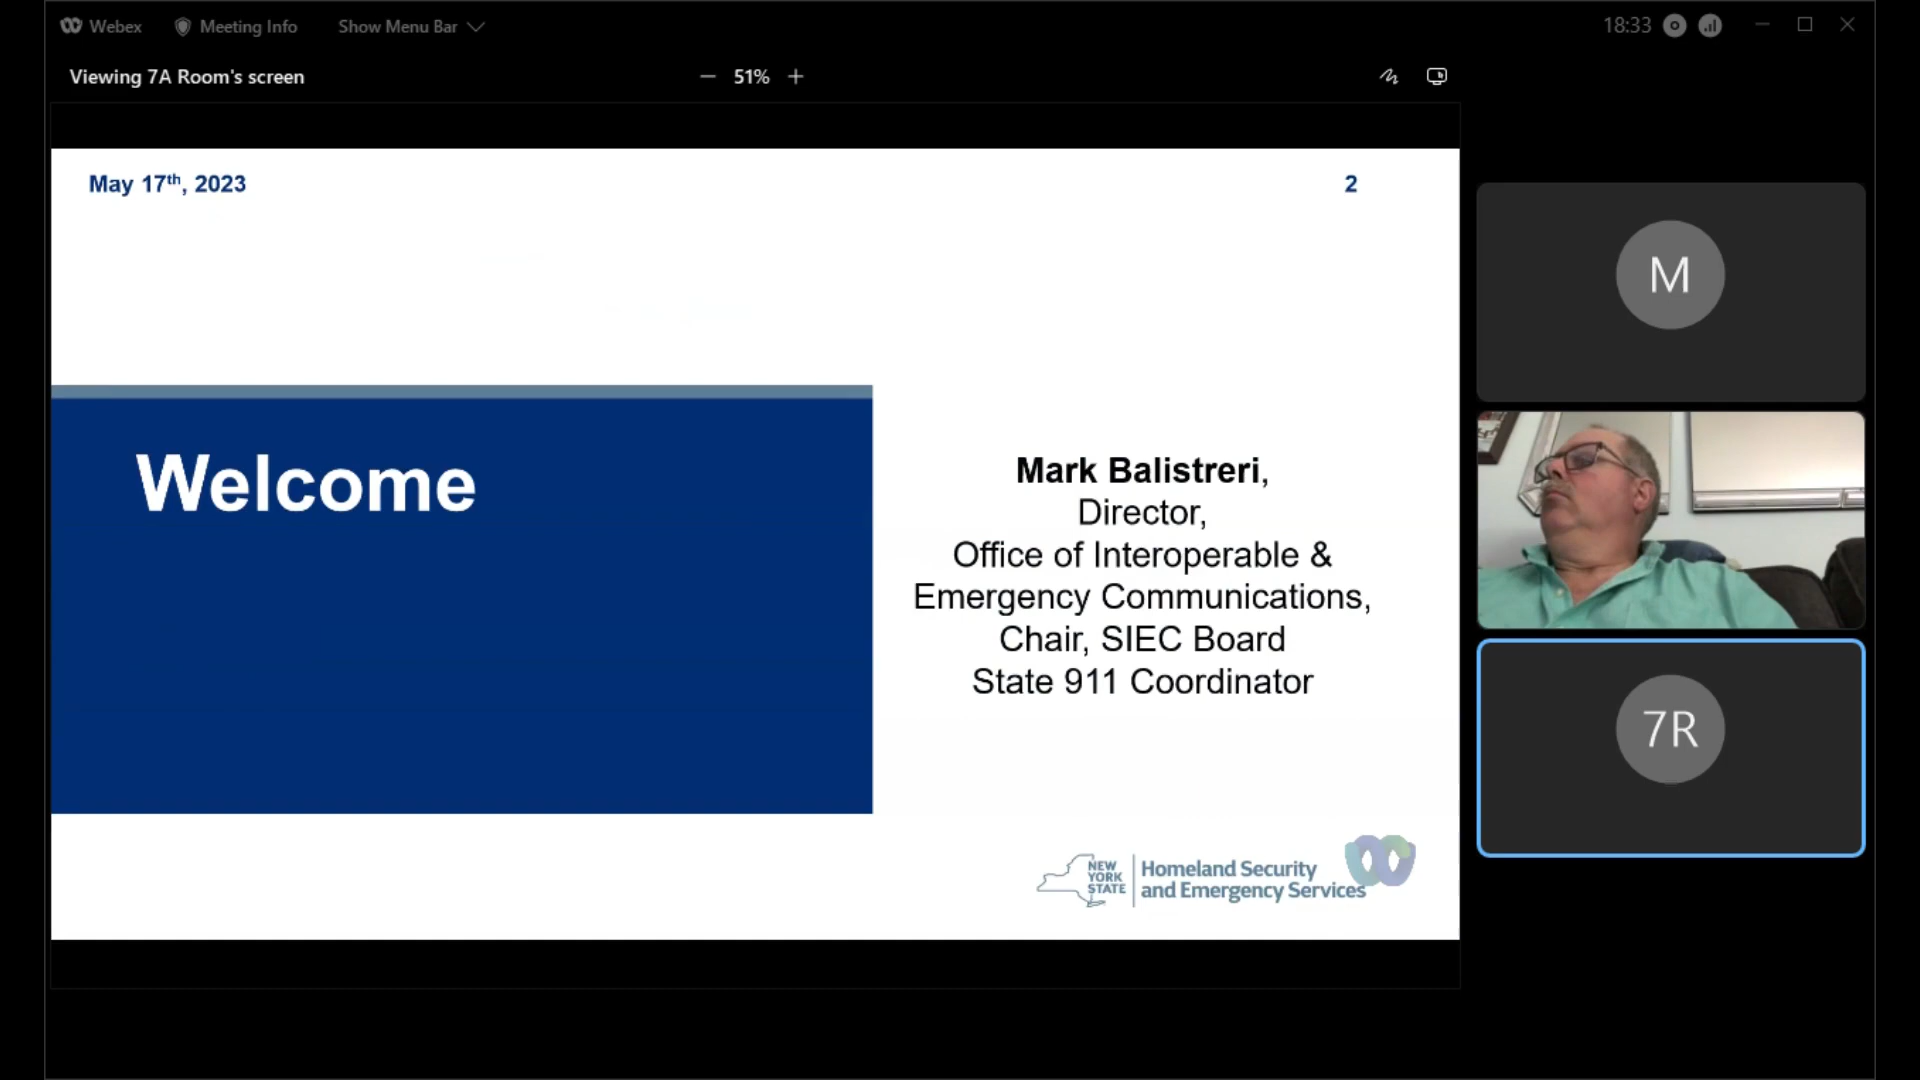 Webex
Meeting Info
Show Menu Bar
18:33
Viewing 7A Room's screen
51%
May 17th, 2023
2
Welcome
Mark Balistreri,
Director,
Office of Interoperable &
Emergency Communications,
Chair, SIEC Board
State 911 Coordinator
NEW
YORK
STATE
Homeland Security
and Emergency Services
M
7R